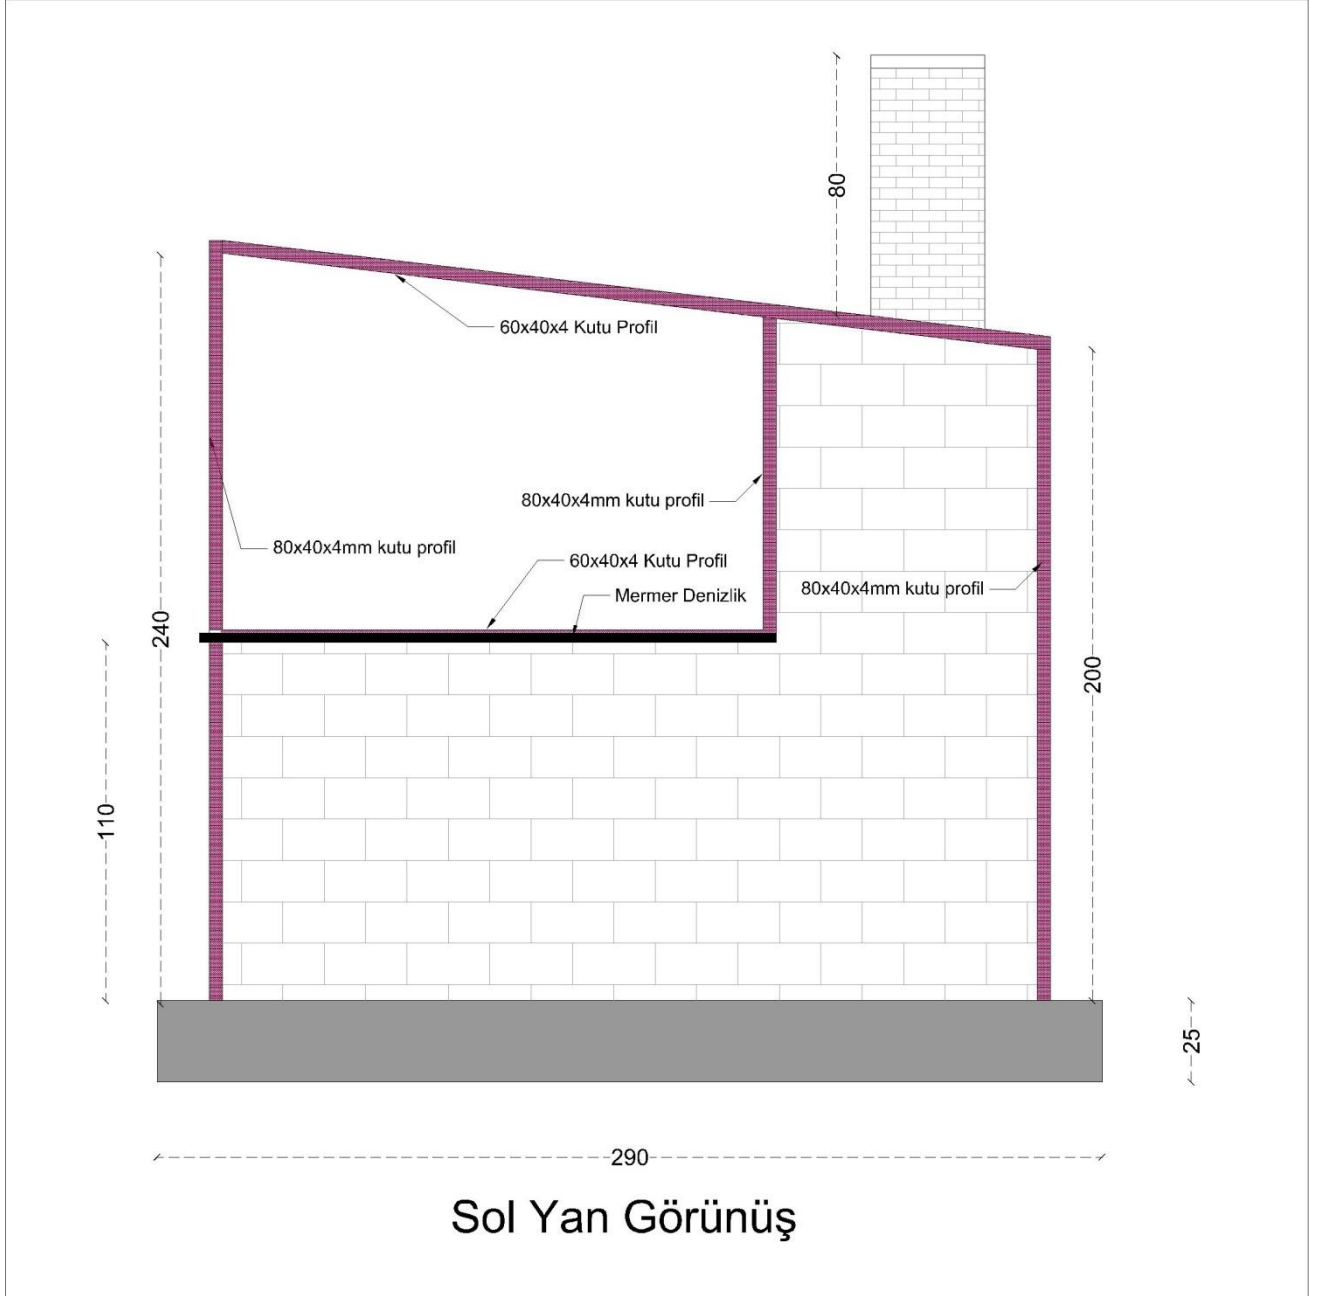 80
60x40x4 Kutu Profil
80x40x4mm kutu profil
80x40x4mm kutu profil
60x40x4 Kutu Profil
80x40x4mm kutu profil
Mermer Denizlik
240
200
110
25
290
Sol Yan Görünüş